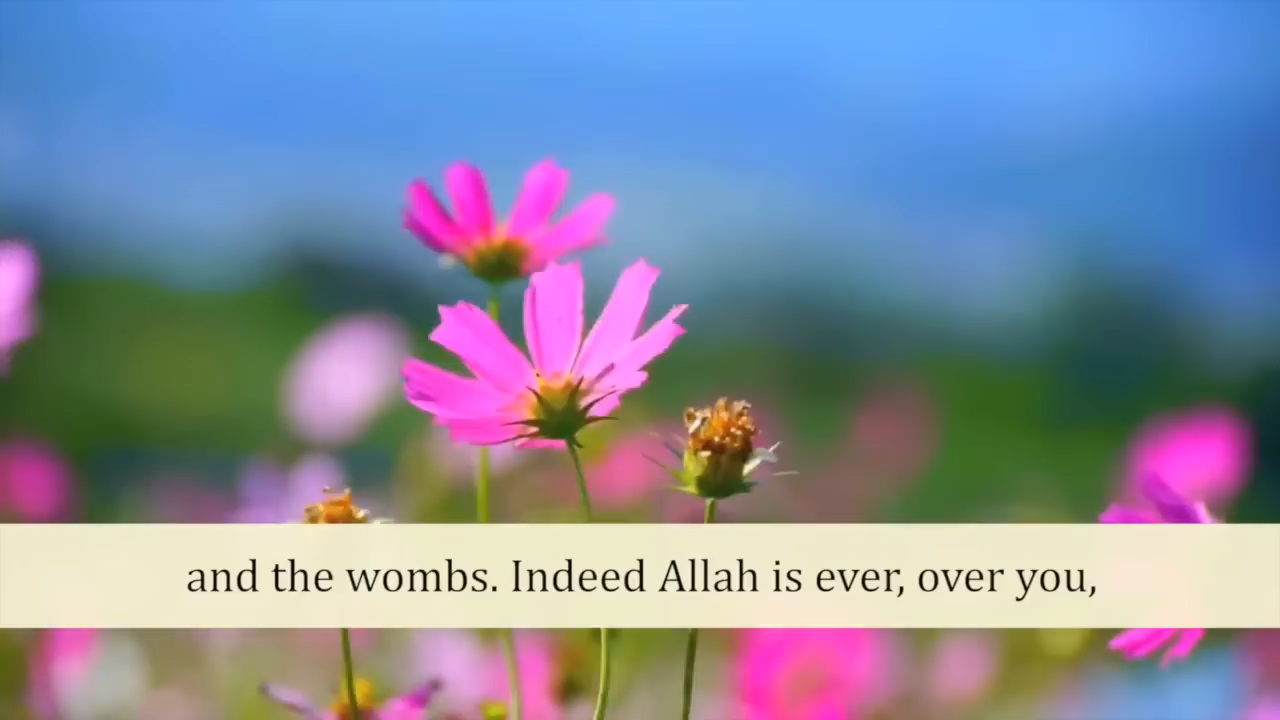 and the wombs. Indeed Allah is ever, over you,